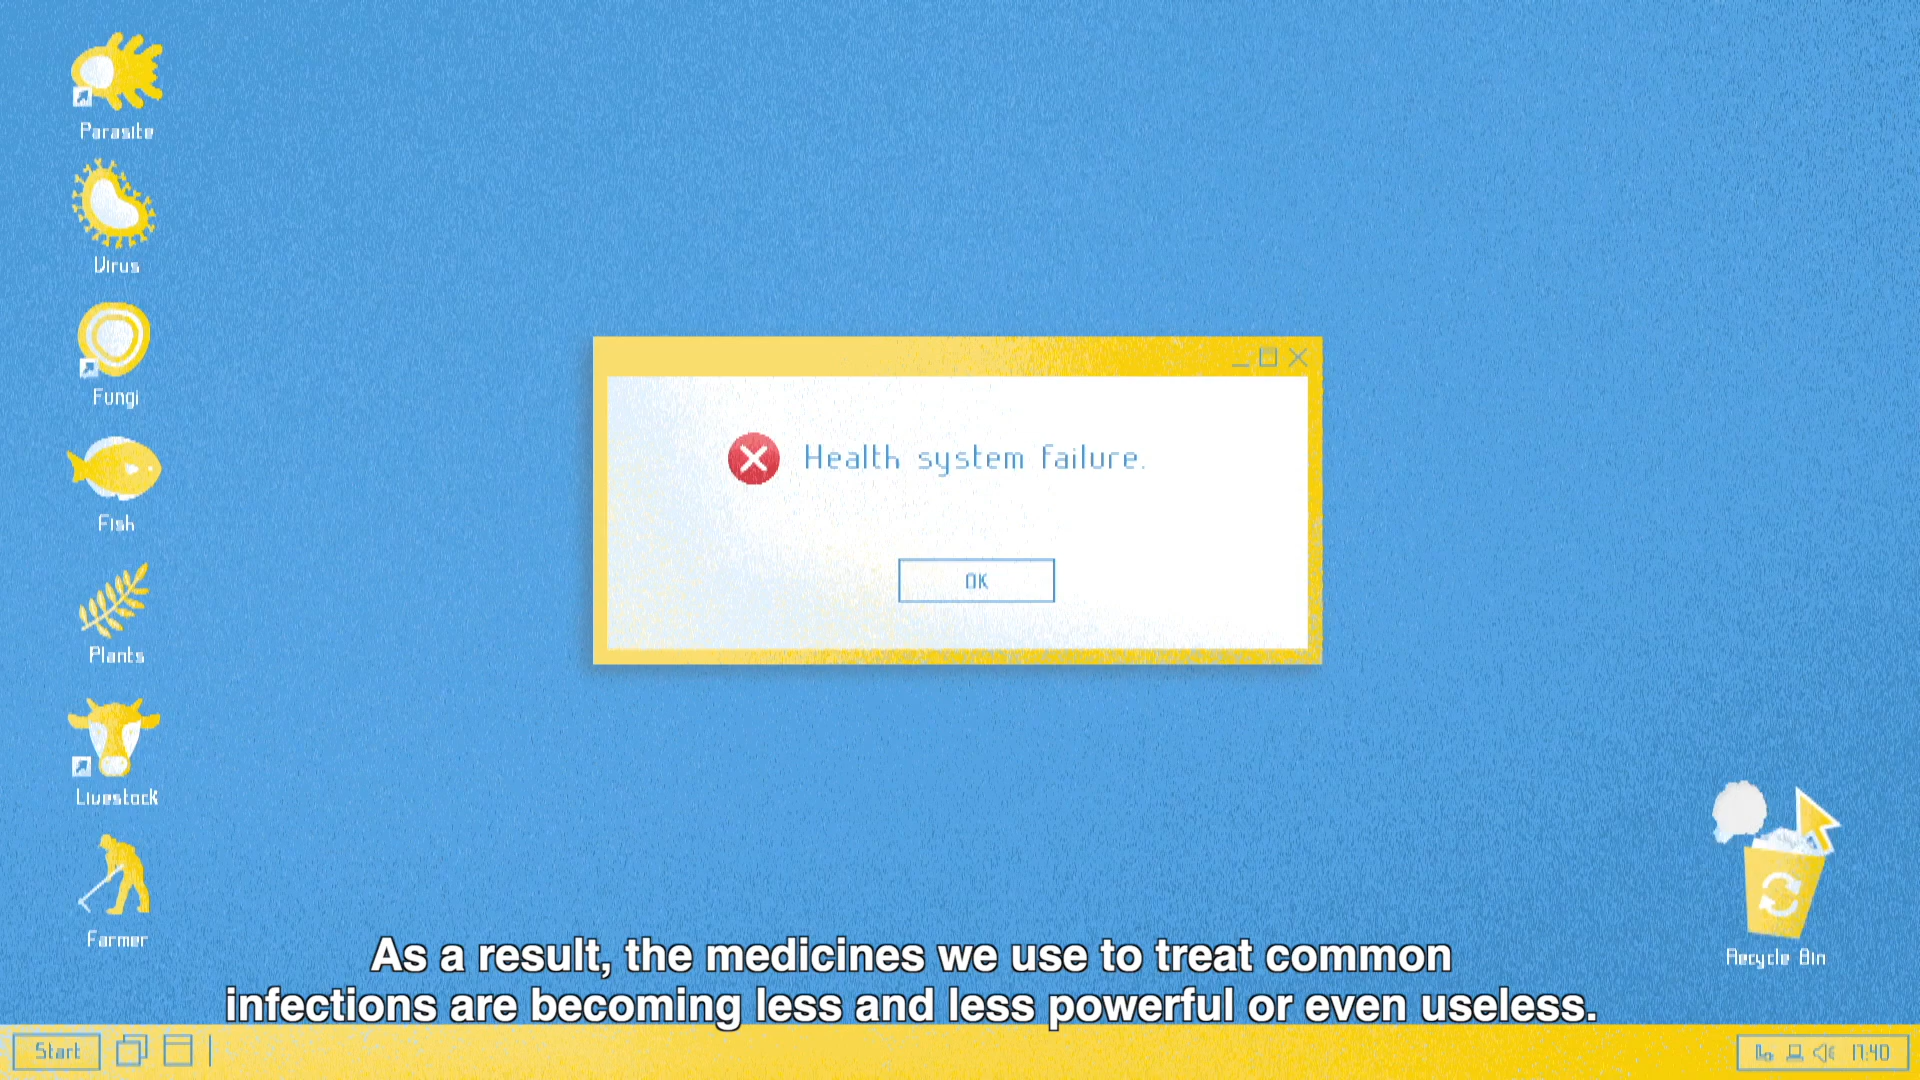 Parasite
Virus
Fungi
Fish
Plants
Livestock
Farmer
Health system failure.
OK
Recycle Bin
As a result, the medicines we use to treat common
infections are becoming less and less powerful or even useless.
Start
17:40